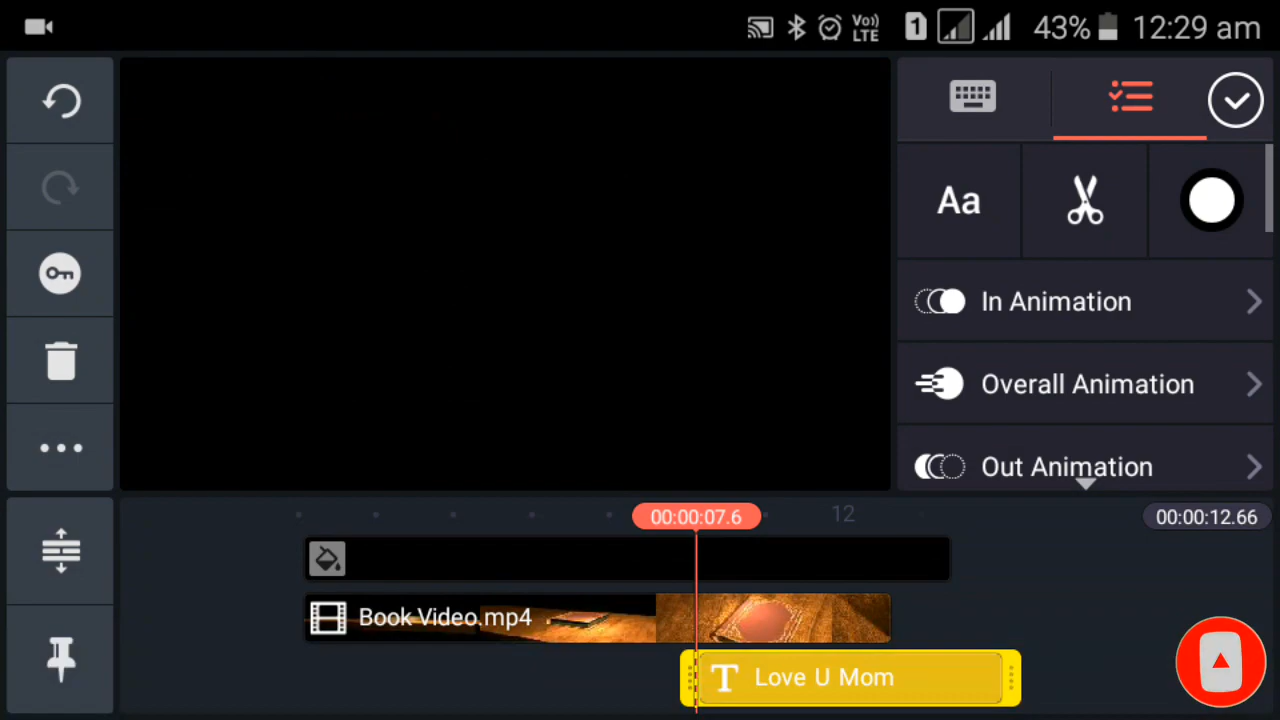 Vo))
LTE
1
43%
12:29 am
Aa
In Animation
Overall Animation
Out Animation
00:00:07.6
12
00:00:12.66
Book Video.mp4
T Love U Mom